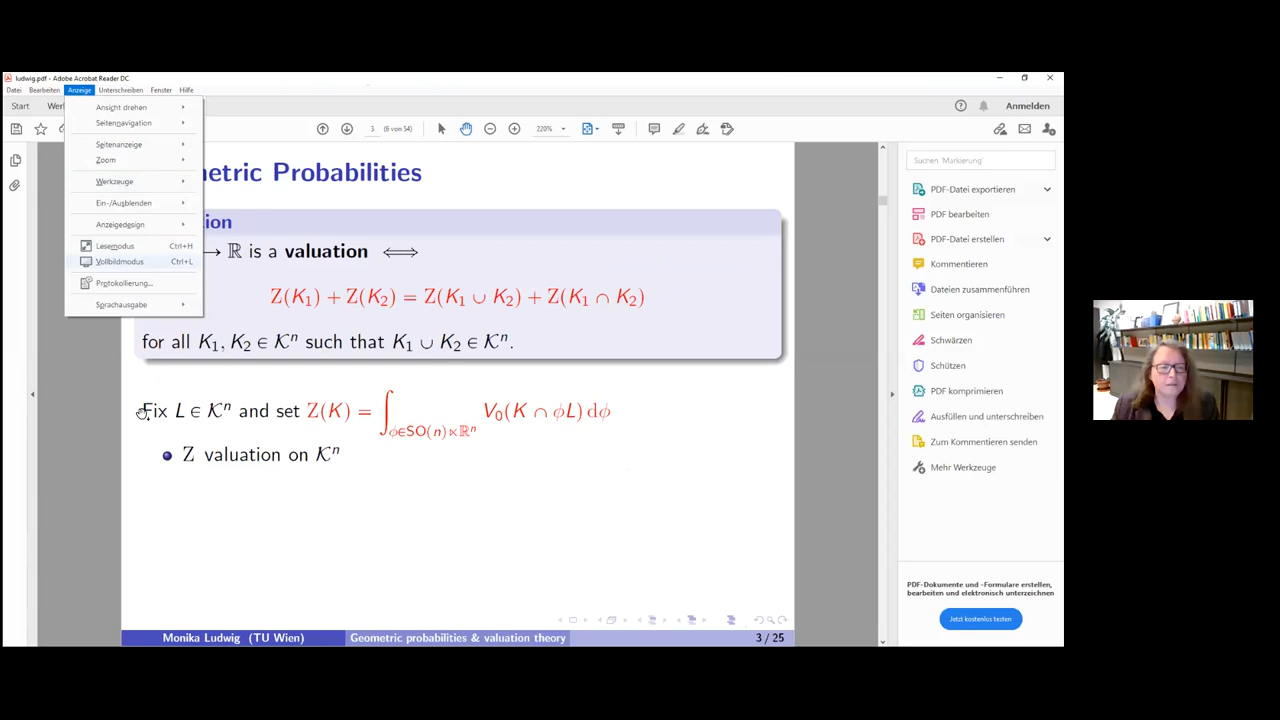 ludwig.pdf - Adobe Acrobat Reader DC
Datei Bearbeiten Anzeige Unterschreiben Fenster Hilfe
Start
Anmelden
3 (6 von 54)
220%
Ansicht drehen
Seitennavigation
Seitenanzeige
Zoom
Werkzeuge
Ein-/Ausblenden
Anzeigedesign
Lesemodus Ctrl+H
Vollbildmodus Ctrl+L
Protokollierung...
Sprachausgabe
Probabilities
→ ℝ is a valuation ⟺
Z(K₁) + Z(K₂) = Z(K₁ ∪ K₂) + Z(K₁ ∩ K₂)
for all K₁, K₂ ∈ 𝒦ⁿ such that K₁ ∪ K₂ ∈ 𝒦ⁿ.
Fix L ∈ 𝒦ⁿ and set Z(K) = ∫_{ϕ∈SO(n)⋉ℝⁿ} V₀(K ∩ ϕL) dϕ
Z valuation on 𝒦ⁿ
Monika Ludwig (TU Wien) Geometric probabilities & valuation theory 3 / 25
Suchen 'Markierung'
PDF-Datei exportieren
PDF bearbeiten
PDF-Datei erstellen
Kommentieren
Dateien zusammenführen
Seiten organisieren
Schwärzen
Schützen
PDF komprimieren
Ausfüllen und unterschreiben
Zum Kommentieren senden
Mehr Werkzeuge
PDF-Dokumente und -Formulare erstellen,
bearbeiten und elektronisch unterzeichnen
Jetzt kostenlos testen